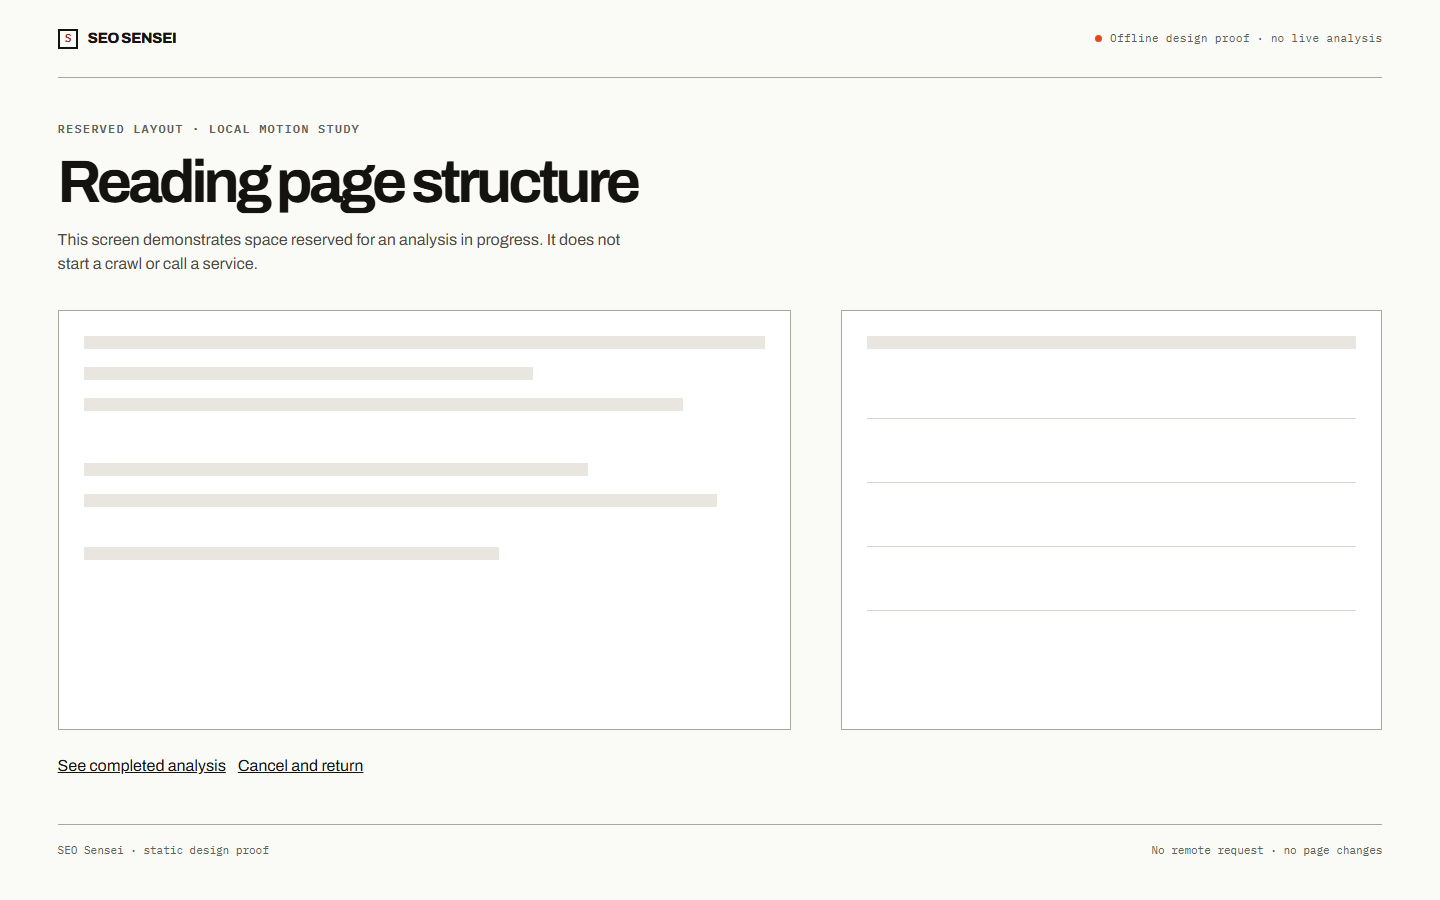 S SEO SENSEI
Offline design proof · no live analysis
RESERVED LAYOUT · LOCAL MOTION STUDY
Reading page structure
This screen demonstrates space reserved for an analysis in progress. It does not
start a crawl or call a service.
See completed analysis Cancel and return
SEO Sensei · static design proof
No remote request · no page changes